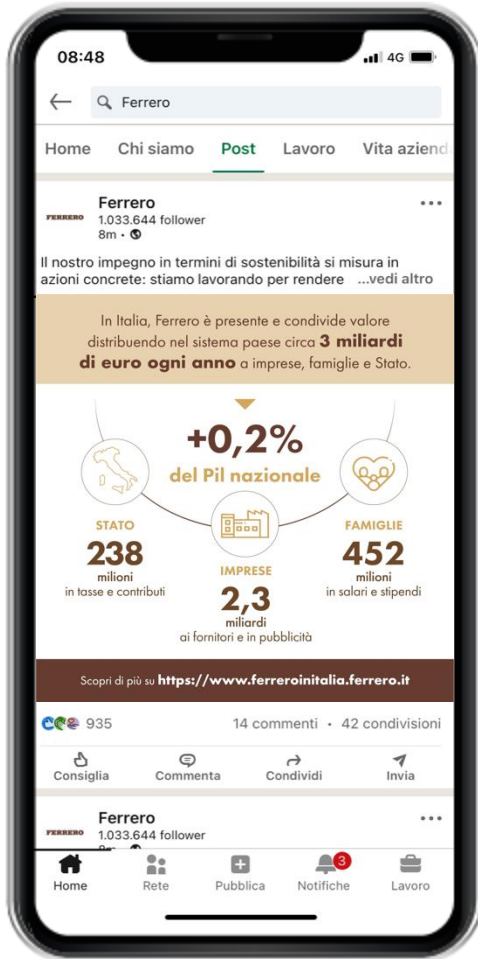 08:48
4G
Ferrero
Home Chi siamo Post Lavoro Vita aziend
FERRERO
Ferrero
1.033.644 follower
8m •
Il nostro impegno in termini di sostenibilità si misura in
azioni concrete: stiamo lavorando per rendere ...vedi altro
In Italia, Ferrero è presente e condivide valore
distribuendo nel sistema paese circa 3 miliardi
di euro ogni anno a imprese, famiglie e Stato.
+0,2%
del Pil nazionale
STATO
238
milioni
in tasse e contributi
IMPRESE
2,3
miliardi
ai fornitori e in pubblicità
FAMIGLIE
452
milioni
in salari e stipendi
Scopri di più su https://www.ferreroinitalia.ferrero.it
935 14 commenti • 42 condivisioni
Consiglia Commenta Condividi Invia
FERRERO
Ferrero
1.033.644 follower
3
Home Rete Pubblica Notifiche Lavoro